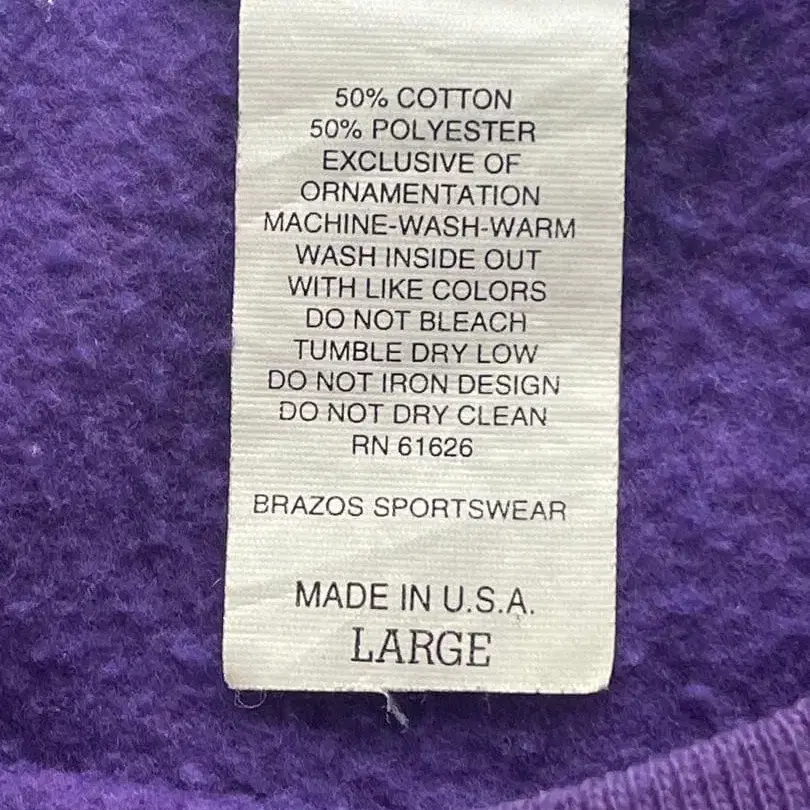 50% COTTON
50% POLYESTER
EXCLUSIVE OF
ORNAMENTATION
MACHINE-WASH-WARM
WASH INSIDE OUT
WITH LIKE COLORS
DO NOT BLEACH
TUMBLE DRY LOW
DO NOT IRON DESIGN
DO NOT DRY CLEAN
RN 61626
BRAZOS SPORTSWEAR
MADE IN U.S.A.
LARGE